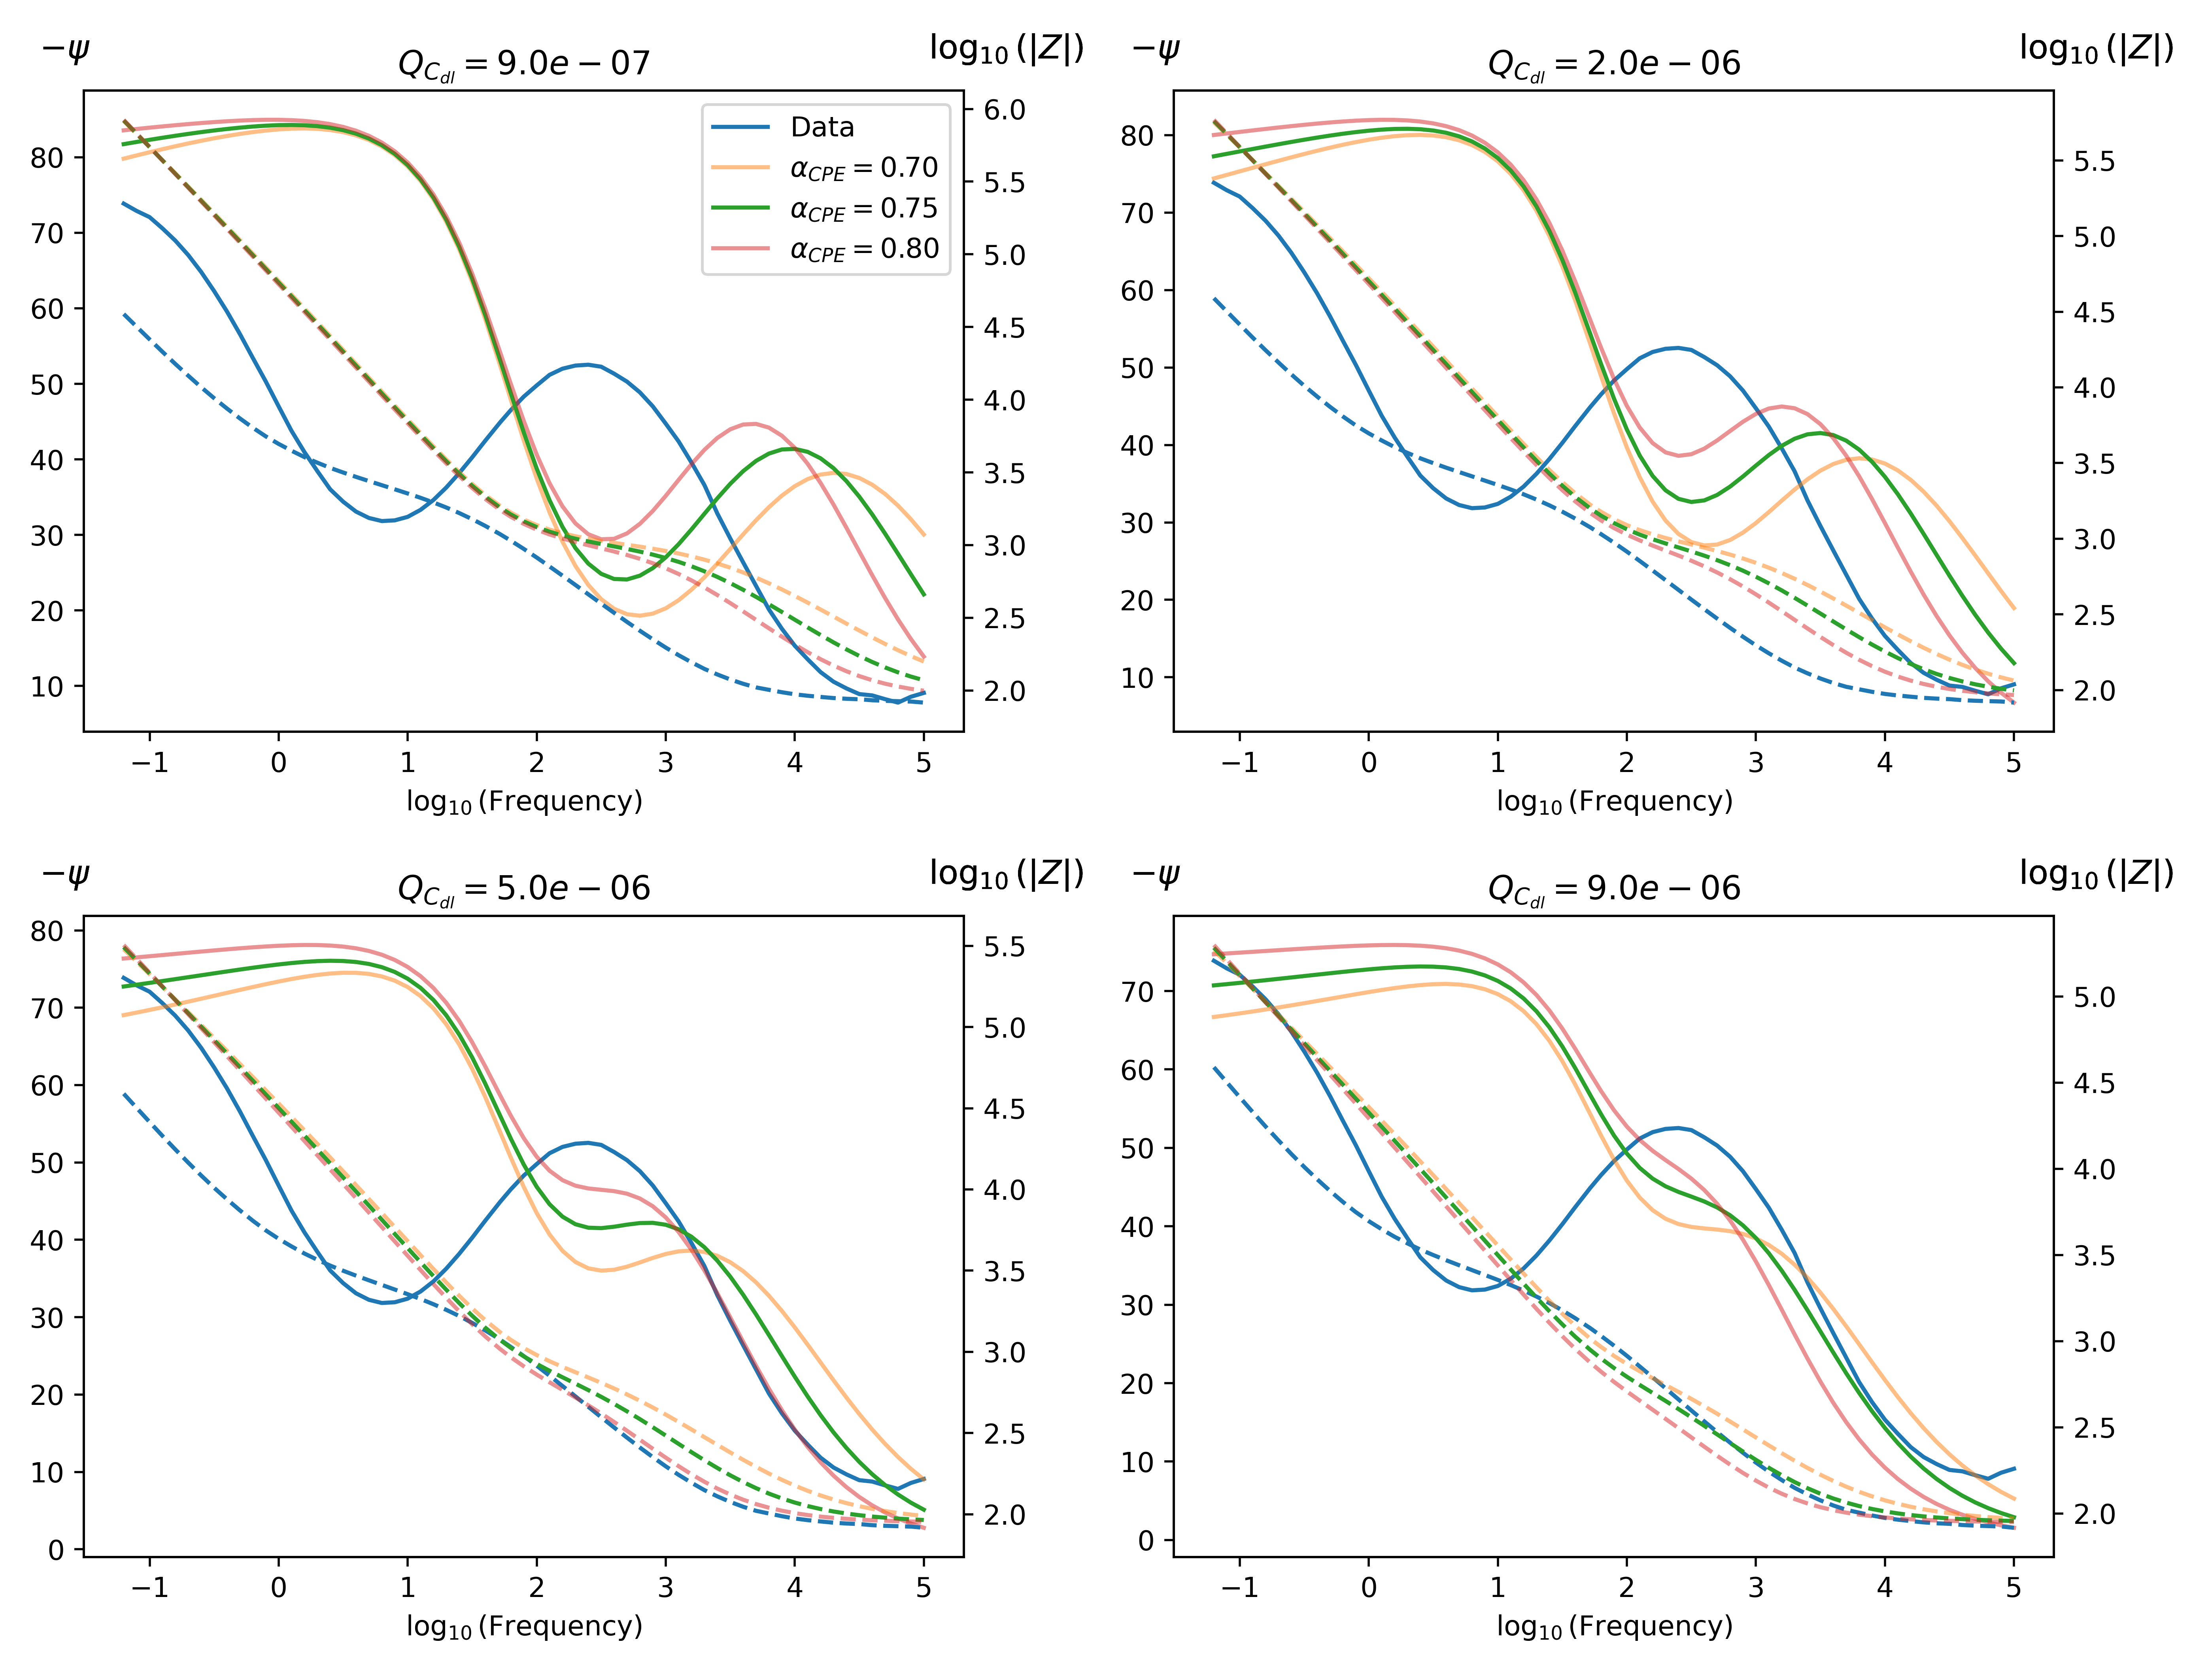 −ψ
Q_{C_{dl}} = 9.0e − 07
log₁₀(|Z|)
Data
α_{CPE} = 0.70
α_{CPE} = 0.75
α_{CPE} = 0.80
80
70
60
50
40
30
20
10
6.0
5.5
5.0
4.5
4.0
3.5
3.0
2.5
2.0
−1 0 1 2 3 4 5
log₁₀(Frequency)
−ψ
Q_{C_{dl}} = 2.0e − 06
log₁₀(|Z|)
80
70
60
50
40
30
20
10
5.5
5.0
4.5
4.0
3.5
3.0
2.5
2.0
−1 0 1 2 3 4 5
log₁₀(Frequency)
−ψ
Q_{C_{dl}} = 5.0e − 06
log₁₀(|Z|)
80
70
60
50
40
30
20
10
0
5.5
5.0
4.5
4.0
3.5
3.0
2.5
2.0
−1 0 1 2 3 4 5
log₁₀(Frequency)
−ψ
Q_{C_{dl}} = 9.0e − 06
log₁₀(|Z|)
70
60
50
40
30
20
10
0
5.0
4.5
4.0
3.5
3.0
2.5
2.0
−1 0 1 2 3 4 5
log₁₀(Frequency)